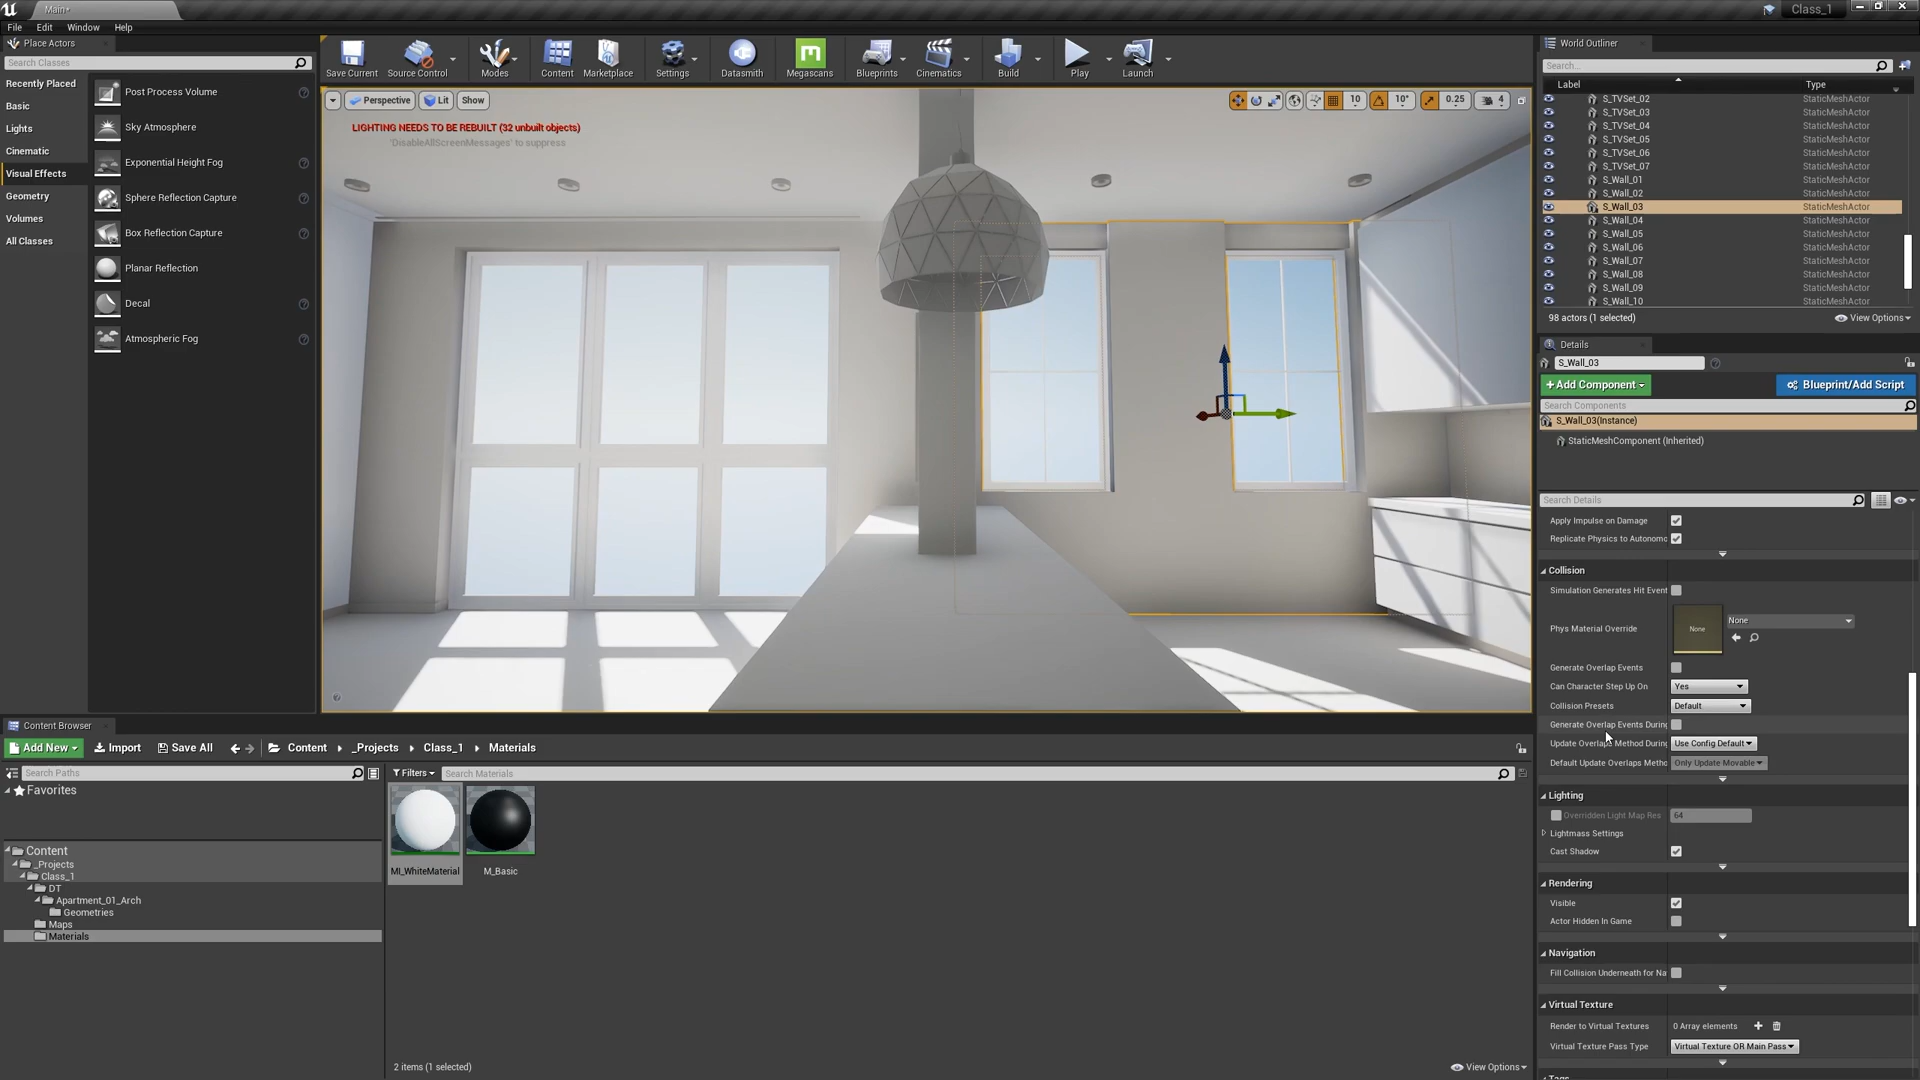 Main*
Class_1
File Edit Window Help
Place Actors
Search Classes
Recently Placed
Basic
Lights
Cinematic
Visual Effects
Geometry
Volumes
All Classes
Post Process Volume
Sky Atmosphere
Exponential Height Fog
Sphere Reflection Capture
Box Reflection Capture
Planar Reflection
Decal
Atmospheric Fog
Save Current Source Control Modes Content Marketplace Settings Datasmith Megascans Blueprints Cinematics Build Play Launch
Perspective Lit Show
10 10° 0.25 4
LIGHTING NEEDS TO BE REBUILT (32 unbuilt objects)
'DisableAllScreenMessages' to suppress
World Outliner
Search...
Label Type
S_TVSet_02 StaticMeshActor
S_TVSet_03 StaticMeshActor
S_TVSet_04 StaticMeshActor
S_TVSet_05 StaticMeshActor
S_TVSet_06 StaticMeshActor
S_TVSet_07 StaticMeshActor
S_Wall_01 StaticMeshActor
S_Wall_02 StaticMeshActor
S_Wall_03 StaticMeshActor
S_Wall_04 StaticMeshActor
S_Wall_05 StaticMeshActor
S_Wall_06 StaticMeshActor
S_Wall_07 StaticMeshActor
S_Wall_08 StaticMeshActor
S_Wall_09 StaticMeshActor
S_Wall_10 StaticMeshActor
98 actors (1 selected) View Options
Details
S_Wall_03
+Add Component Blueprint/Add Script
Search Components
S_Wall_03(Instance)
StaticMeshComponent (Inherited)
Search Details
Apply Impulse on Damage
Replicate Physics to Autonomo
Collision
Simulation Generates Hit Event
Phys Material Override None None
Generate Overlap Events
Can Character Step Up On Yes
Collision Presets Default
Generate Overlap Events During
Update Overlaps Method During Use Config Default
Default Update Overlaps Metho Only Update Movable
Lighting
Overridden Light Map Res 64
Lightmass Settings
Cast Shadow
Rendering
Visible
Actor Hidden In Game
Navigation
Fill Collision Underneath for Na
Virtual Texture
Render to Virtual Textures 0 Array elements
Virtual Texture Pass Type Virtual Texture OR Main Pass
Tags
Content Browser
Add New Import Save All Content _Projects Class_1 Materials
Search Paths
Filters Search Materials
Favorites
Content
_Projects
Class_1
DT
Apartment_01_Arch
Geometries
Maps
Materials
MI_WhiteMaterial M_Basic
2 items (1 selected) View Options